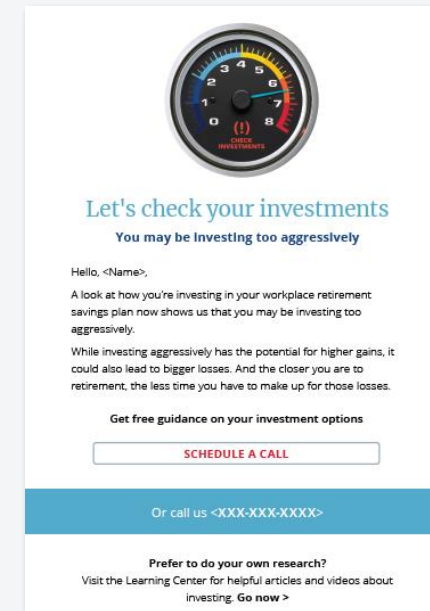 0 1 2 3 4 5 6 7 8
(!)
CHECK
INVESTMENTS
Let's check your investments
You may be investing too aggressively
Hello, <Name>,
A look at how you're investing in your workplace retirement
savings plan now shows us that you may be investing too
aggressively.
While investing aggressively has the potential for higher gains, it
could also lead to bigger losses. And the closer you are to
retirement, the less time you have to make up for those losses.
Get free guidance on your investment options
SCHEDULE A CALL
Or call us <XXX-XXX-XXXX>
Prefer to do your own research?
Visit the Learning Center for helpful articles and videos about
investing. Go now >